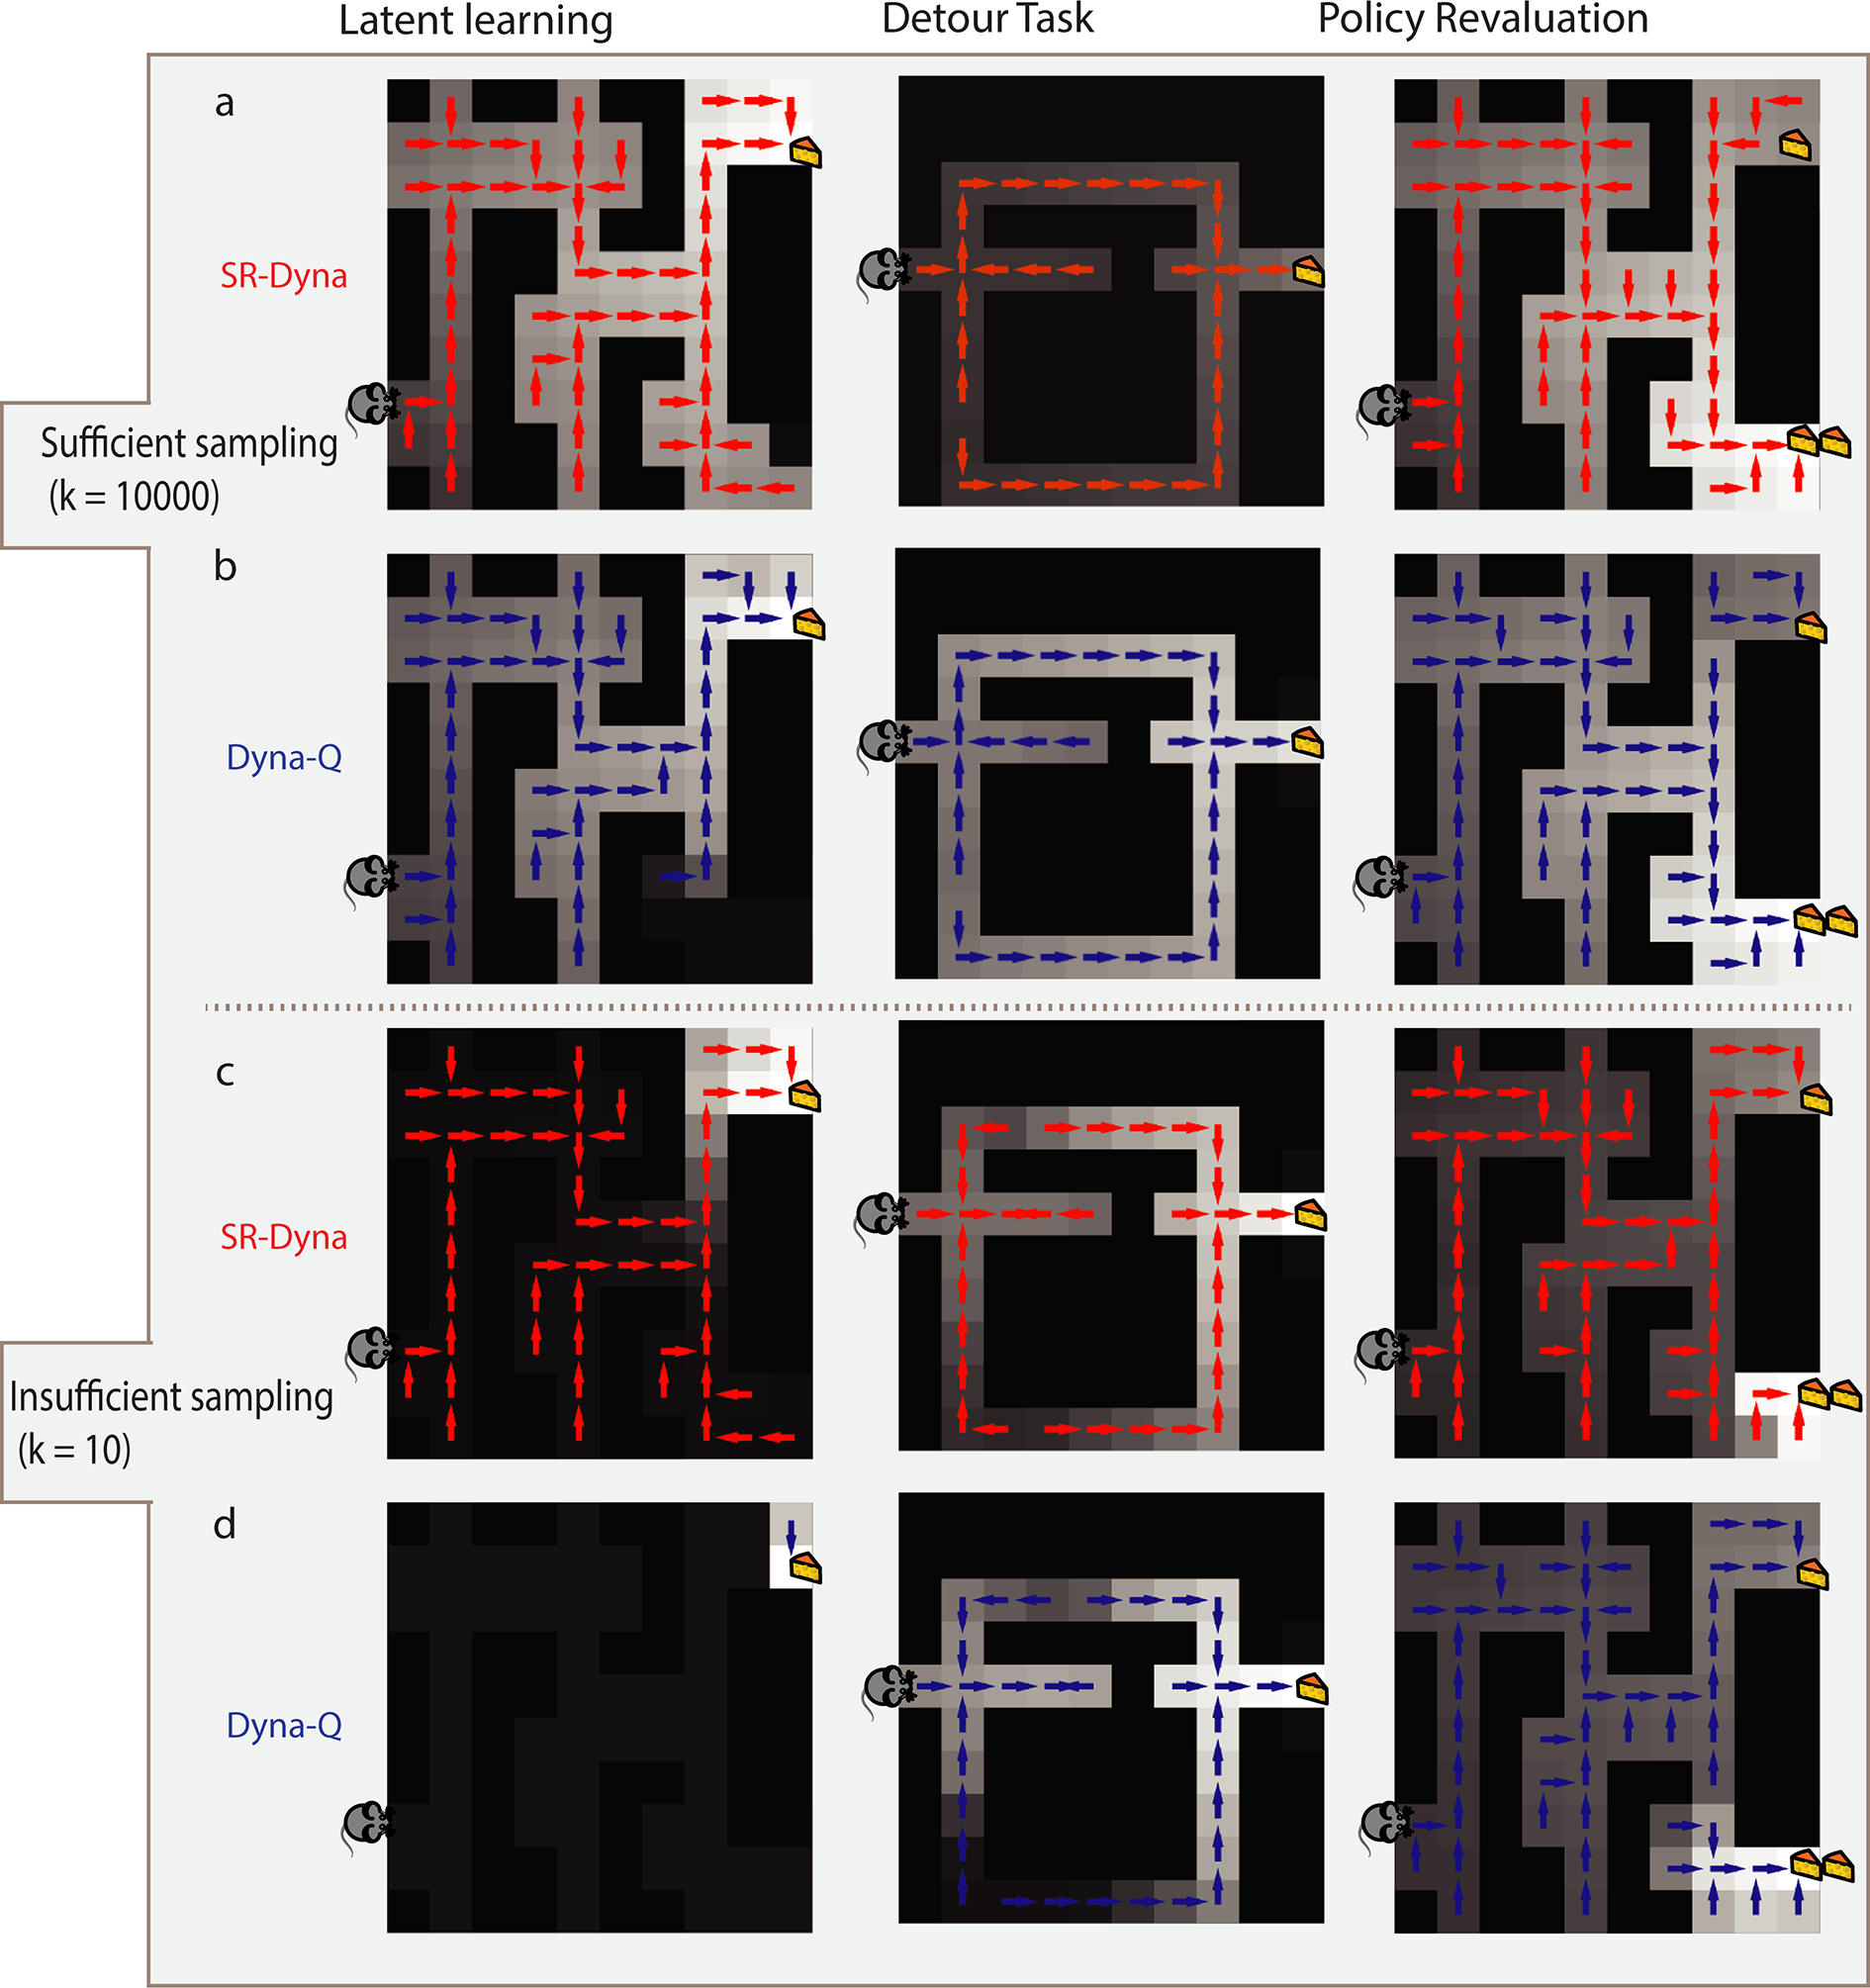 Latent learning
Detour Task
Policy Revaluation
a
SR-Dyna
Sufficient sampling
(k = 10000)
b
Dyna-Q
c
SR-Dyna
Insufficient sampling
(k = 10)
d
Dyna-Q